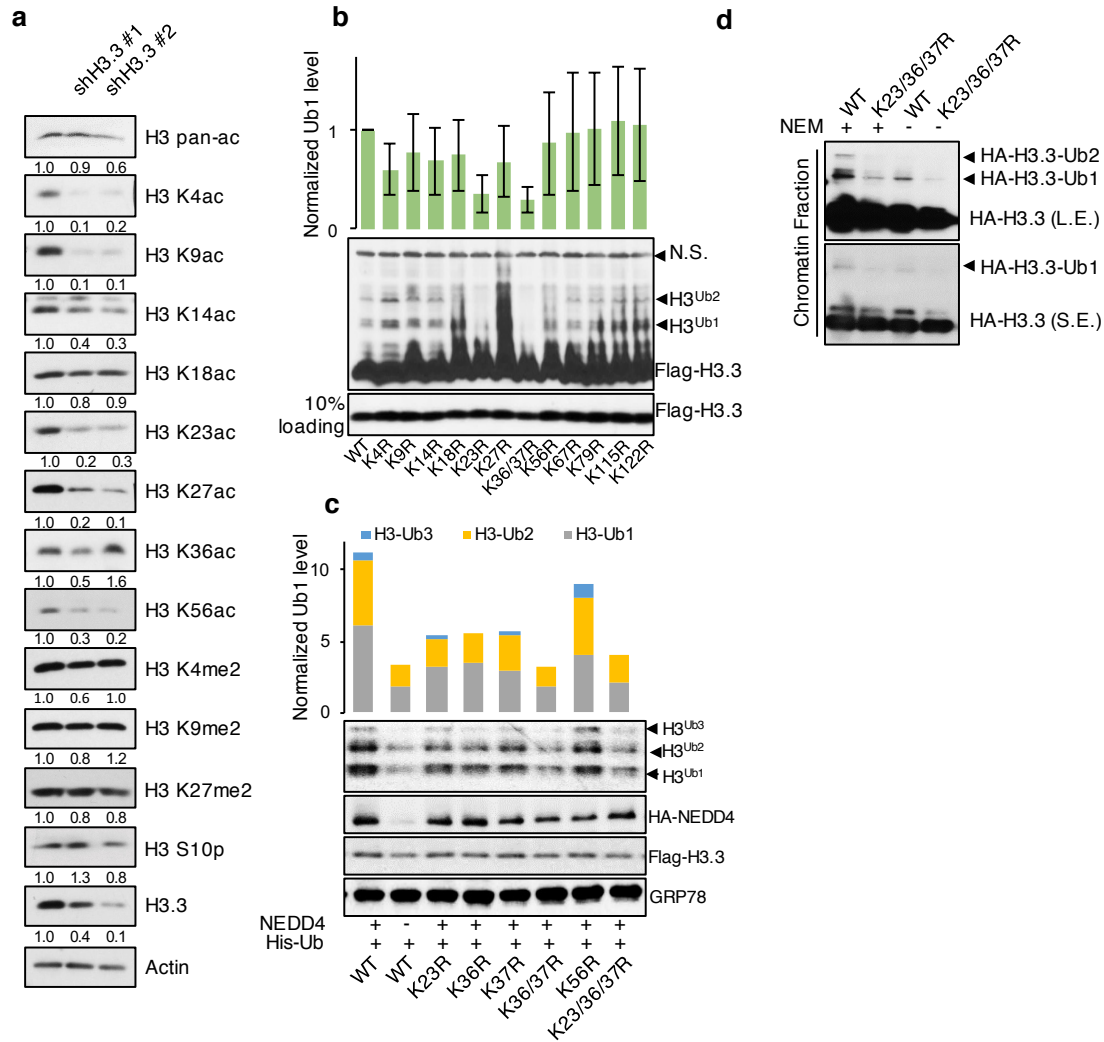 a
shH3.3 #1
shH3.3 #2
H3 pan-ac
1.0 0.9 0.6
H3 K4ac
1.0 0.1 0.2
H3 K9ac
1.0 0.1 0.1
H3 K14ac
1.0 0.4 0.3
H3 K18ac
1.0 0.8 0.9
H3 K23ac
1.0 0.2 0.3
H3 K27ac
1.0 0.2 0.1
H3 K36ac
1.0 0.5 1.6
H3 K56ac
1.0 0.3 0.2
H3 K4me2
1.0 0.6 1.0
H3 K9me2
1.0 0.8 1.2
H3 K27me2
1.0 0.8 0.8
H3 S10p
1.0 1.3 0.8
H3.3
1.0 0.4 0.1
Actin
b
Normalized Ub1 level
1
0
N.S.
H3Ub2
H3Ub1
Flag-H3.3
10% loading
Flag-H3.3
WT K4R K9R K14R K18R K23R K27R K36/37R K56R K67R K79R K115R K122R
c
H3-Ub3 H3-Ub2 H3-Ub1
Normalized Ub1 level
10
5
0
H3Ub3
H3Ub2
H3Ub1
HA-NEDD4
Flag-H3.3
GRP78
NEDD4 + - + + + + + +
His-Ub + + + + + + + +
WT WT K23R K36R K37R K36/37R K56R K23/36/37R
d
WT K23/36/37R WT K23/36/37R
NEM + + - -
Chromatin Fraction
HA-H3.3-Ub2
HA-H3.3-Ub1
HA-H3.3 (L.E.)
HA-H3.3-Ub1
HA-H3.3 (S.E.)